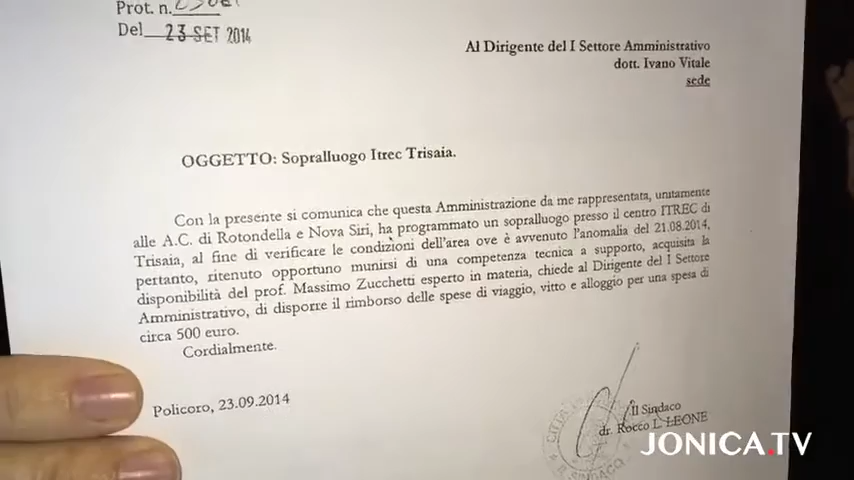 Prot. n.
Del 23 SET 2014
Al Dirigente del I Settore Amministrativo
dott. Ivano Vitale
sede
OGGETTO: Sopralluogo Itrec Trisaia.
Con la presente si comunica che questa Amministrazione da me rappresentata, unitamente
alle A.C. di Rotondella e Nova Siri, ha programmato un sopralluogo presso il centro ITREC di
Trisaia, al fine di verificare le condizioni dell'area ove è avvenuto l'anomalia del 21.08.2014,
pertanto, ritenuto opportuno munirsi di una competenza tecnica a supporto, acquisita la
disponibilità del prof. Massimo Zucchetti esperto in materia, chiede al Dirigente del I Settore
Amministrativo, di disporre il rimborso delle spese di viaggio, vitto e alloggio per una spesa di
circa 500 euro.
Cordialmente.
Policoro, 23.09.2014
Il Sindaco
dr. Rocco L. LEONE
JONICA.TV